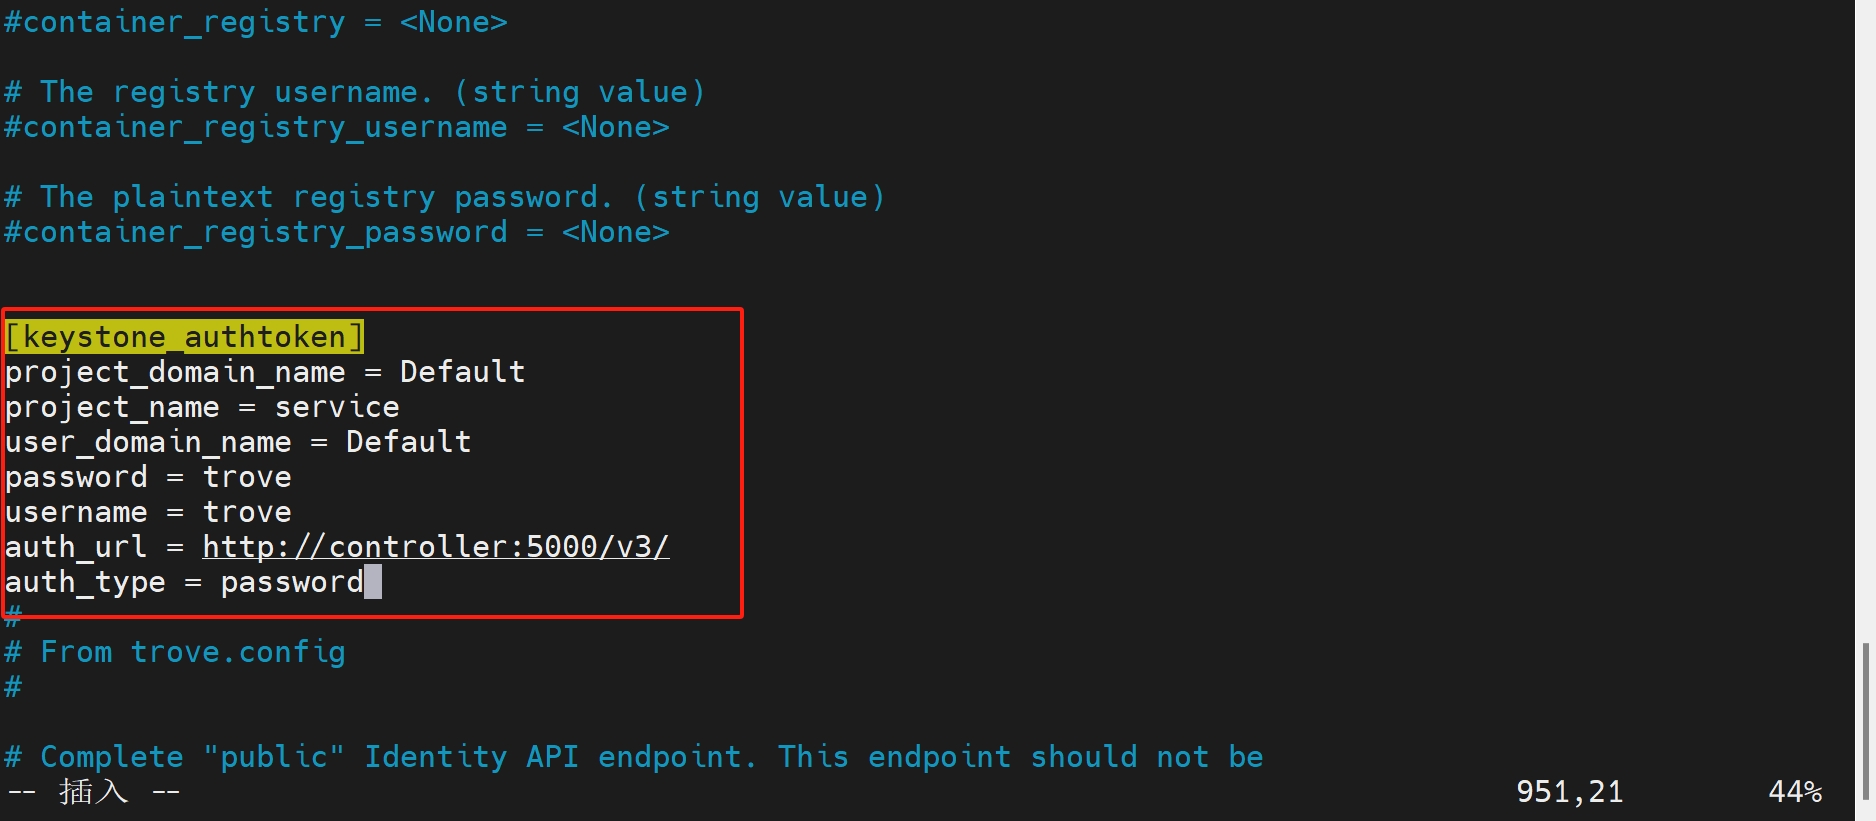 #container_registry = <None>
# The registry username. (string value)
#container_registry_username = <None>
# The plaintext registry password. (string value)
#container_registry_password = <None>
[keystone_authtoken]
project_domain_name = Default
project_name = service
user_domain_name = Default
password = trove
username = trove
auth_url = http://controller:5000/v3/
auth_type = password
#
# From trove.config
#
# Complete "public" Identity API endpoint. This endpoint should not be
-- 插入 -- 951,21 44%